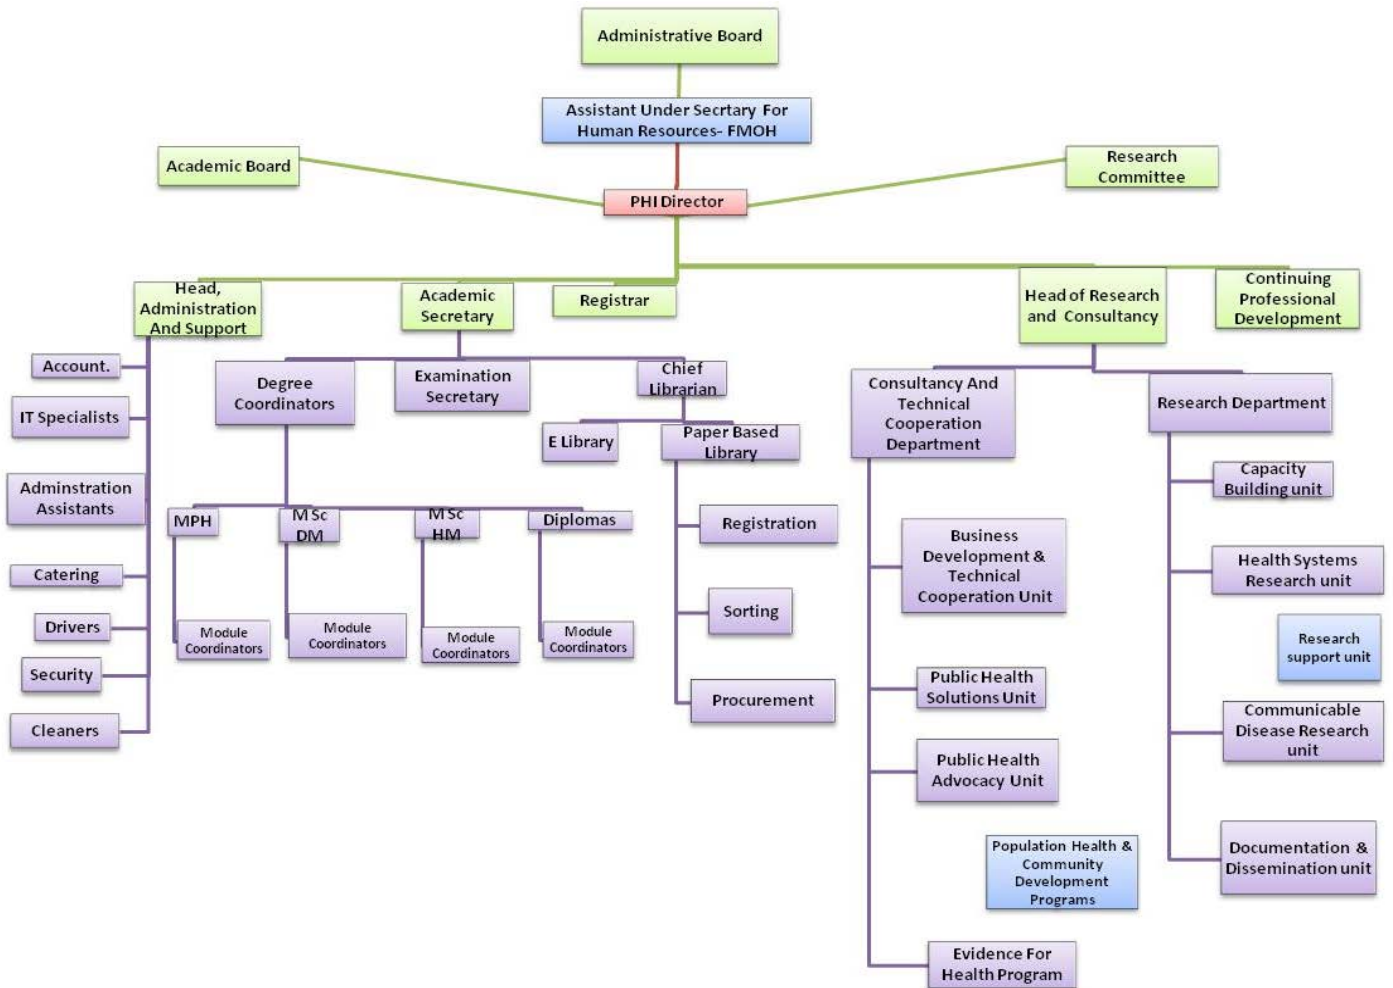 Administrative Board
Assistant Under Secrtary For
Human Resources- FMOH
Academic Board
Research
Committee
PHI Director
Head,
Administration
And Support
Academic
Secretary
Registrar
Head of Research
and Consultancy
Continuing
Professional
Development
Account.
IT Specialists
Adminstration
Assistants
Catering
Drivers
Security
Cleaners
Degree
Coordinators
Examination
Secretary
Chief
Librarian
E Library
Paper Based
Library
MPH
M Sc
DM
M Sc
HM
Diplomas
Module
Coordinators
Module
Coordinators
Module
Coordinators
Module
Coordinators
Registration
Sorting
Procurement
Consultancy And
Technical
Cooperation
Department
Business
Development &
Technical
Cooperation Unit
Public Health
Solutions Unit
Public Health
Advocacy Unit
Population Health &
Community
Development
Programs
Evidence For
Health Program
Research Department
Capacity
Building unit
Health Systems
Research unit
Research
support unit
Communicable
Disease Research
unit
Documentation &
Dissemination unit